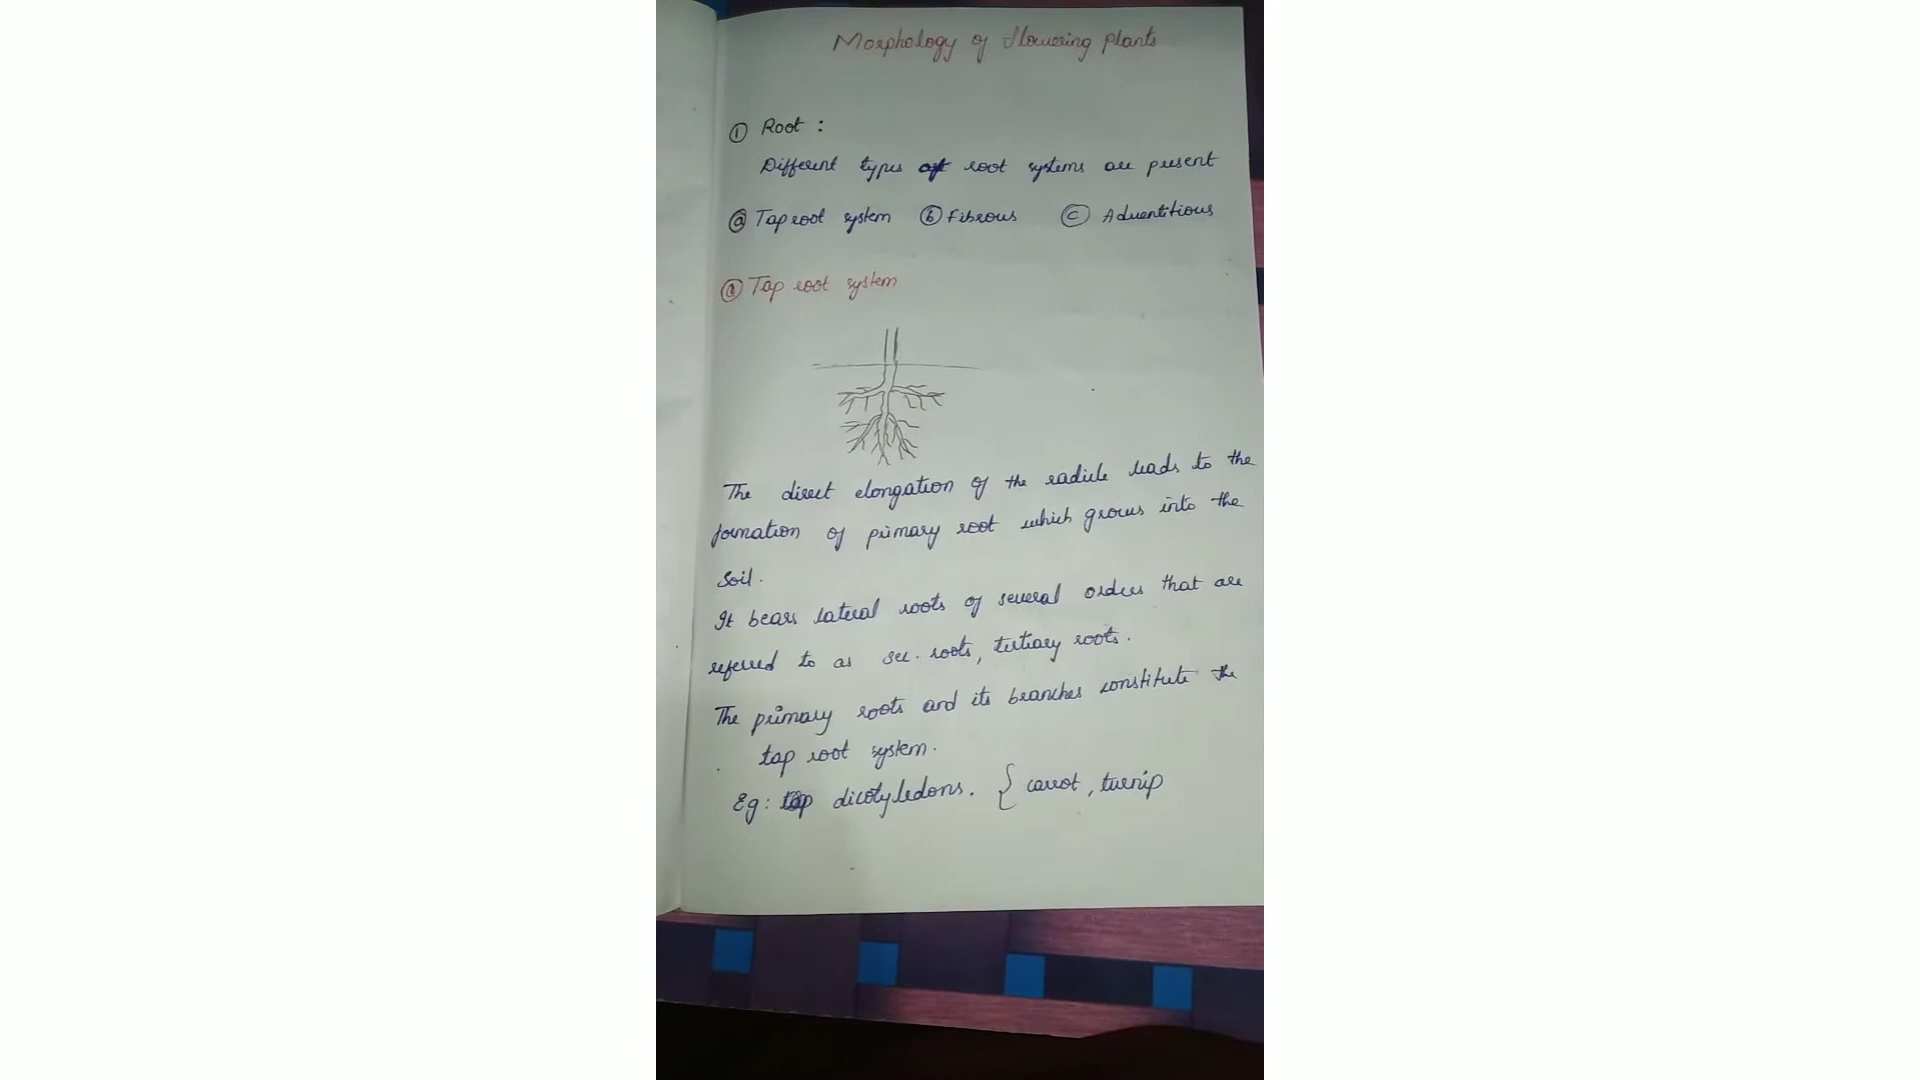 Morphology of flowering plants
① Root :
Different types of root systems are present
ⓐ Tap root system ⓑ Fibrous ⓒ Adventitious
ⓐ Tap root system
The direct elongation of the radicle leads to the
formation of primary root which grows into the
soil.
It bears lateral roots of several orders that are
referred to as sec. roots, tertiary roots.
The primary roots and its branches constitute the
tap root system.
Eg: dicotyledons. { carrot, turnip